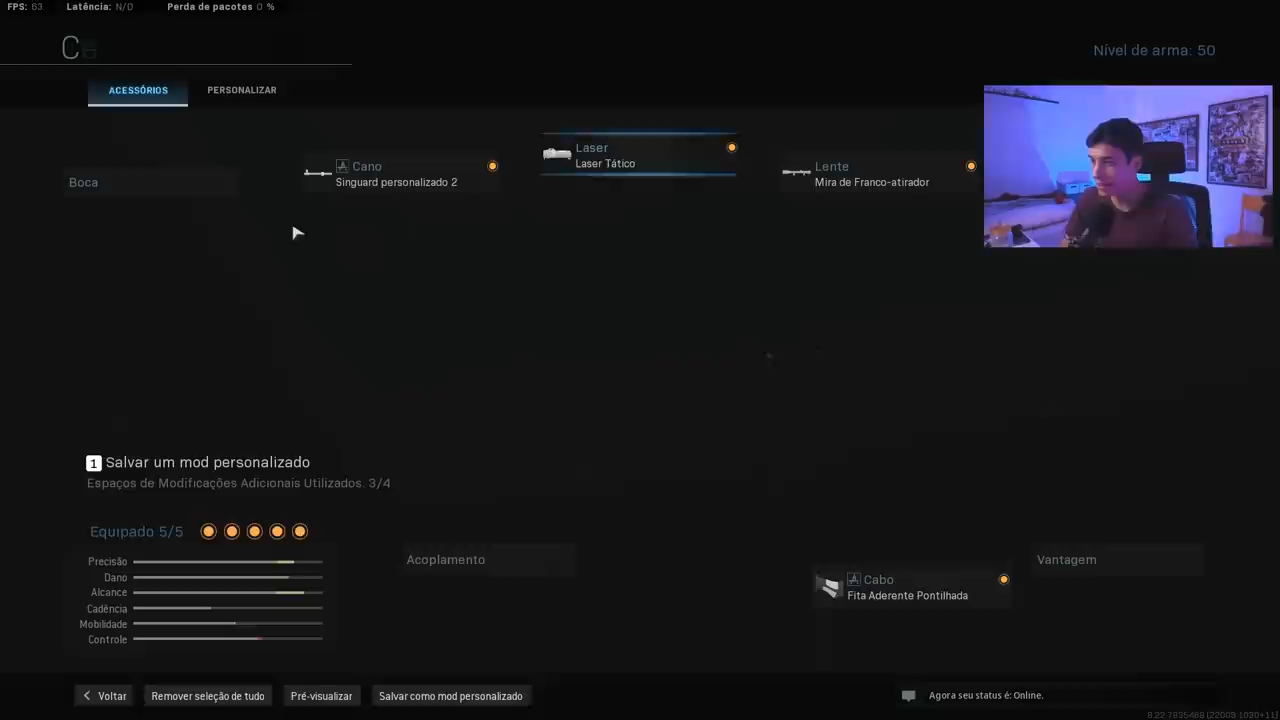 FPS: 63 Latência: N/D Perda de pacotes 0 %
C
Nível de arma: 50
ACESSÓRIOS PERSONALIZAR
Boca
Cano
Singuard personalizado 2
Laser
Laser Tático
Lente
Mira de Franco-atirador
1 Salvar um mod personalizado
Espaços de Modificações Adicionais Utilizados. 3/4
Equipado 5/5
Precisão
Dano
Alcance
Cadência
Mobilidade
Controle
Acoplamento
Cabo
Fita Aderente Pontilhada
Vantagem
Voltar Remover seleção de tudo Pré-visualizar Salvar como mod personalizado
Agora seu status é: Online.